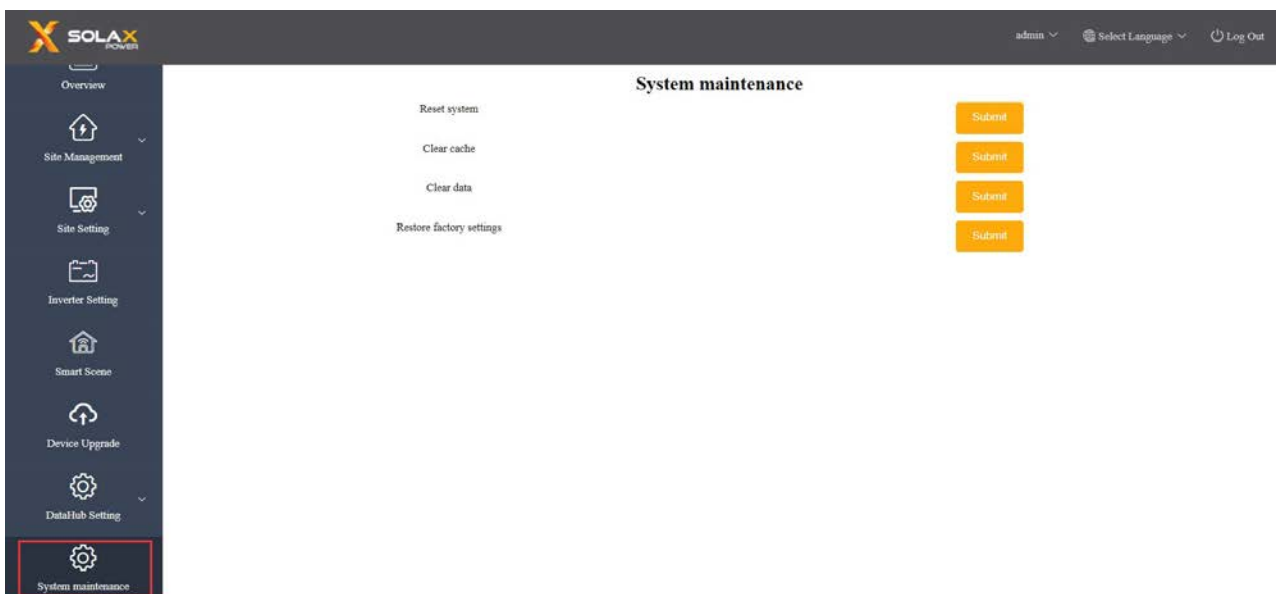 SOLAX
POWER
admin
Select Language
Log Out
Overview
Site Management
Site Setting
Inverter Setting
Smart Scene
Device Upgrade
DataHub Setting
System maintenance
System maintenance
Reset system
Submit
Clear cache
Submit
Clear data
Submit
Restore factory settings
Submit